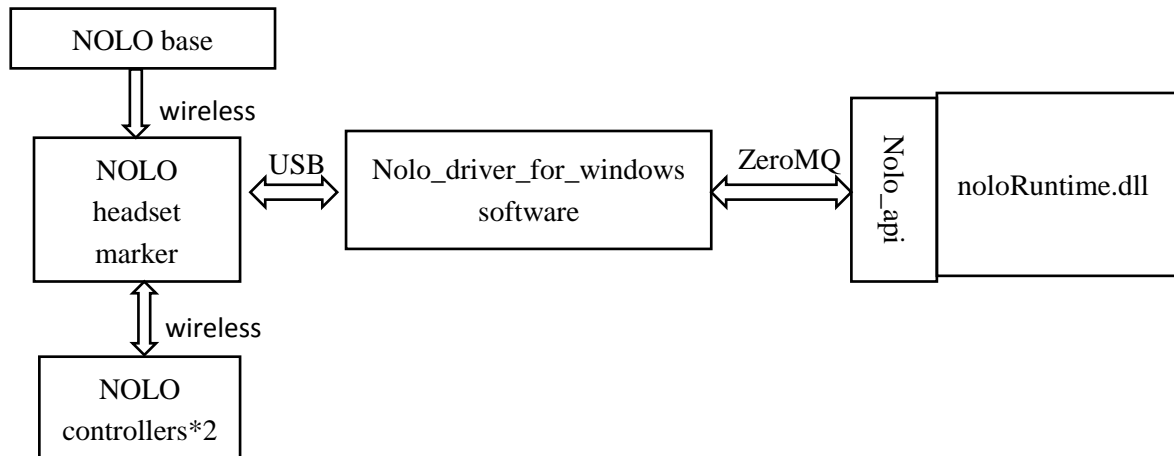 NOLO base
wireless
NOLO
headset
marker
USB
Nolo_driver_for_windows
software
ZeroMQ
Nolo_api
noloRuntime.dll
wireless
NOLO
controllers*2